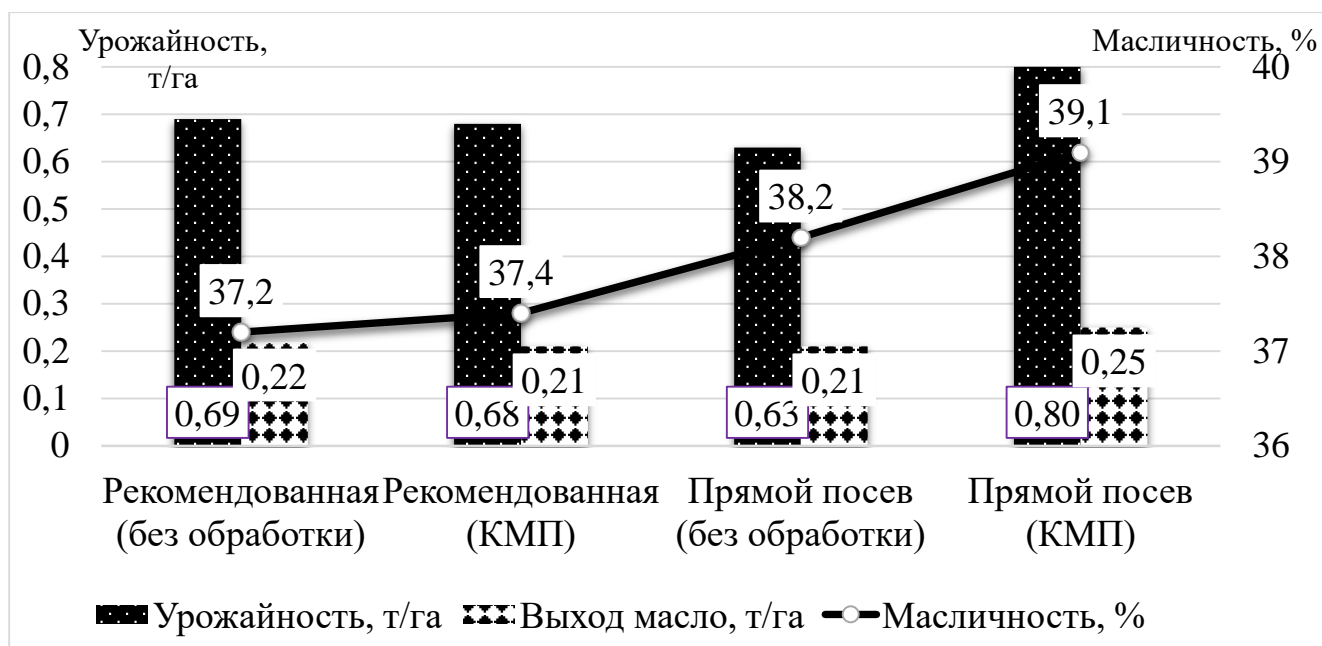 Урожайность,
т/га
Масличность, %
0,8
0,7
0,6
0,5
0,4
0,3
0,2
0,1
0
40
39
38
37
36
37,2
37,4
38,2
39,1
0,22
0,21
0,21
0,25
0,69
0,68
0,63
0,80
Рекомендованная
(без обработки)
Рекомендованная
(КМП)
Прямой посев
(без обработки)
Прямой посев
(КМП)
Урожайность, т/га Выход масло, т/га Масличность, %